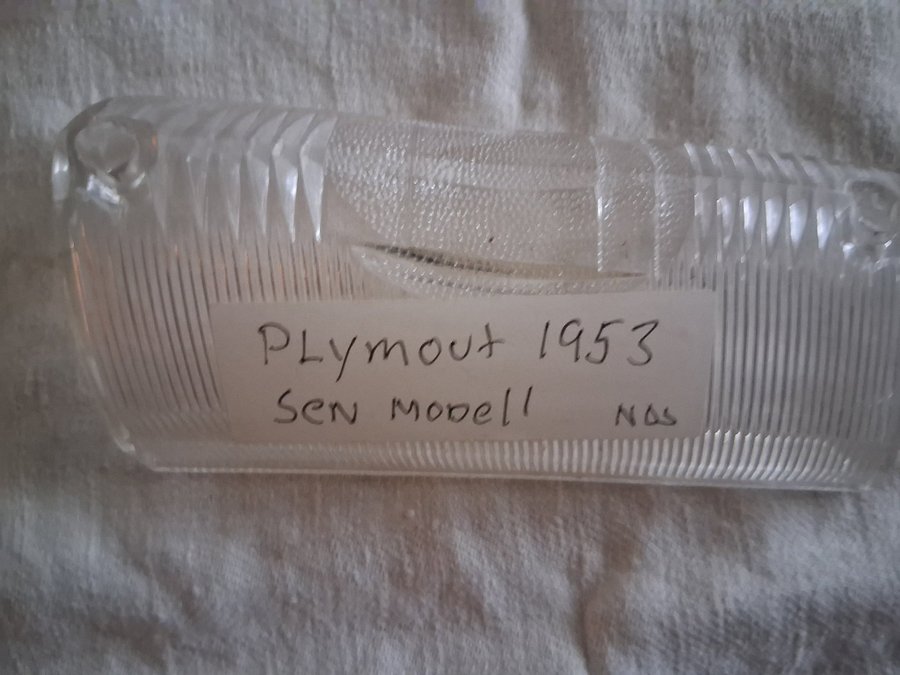 PLymout 1953
SEN MODEll NOS